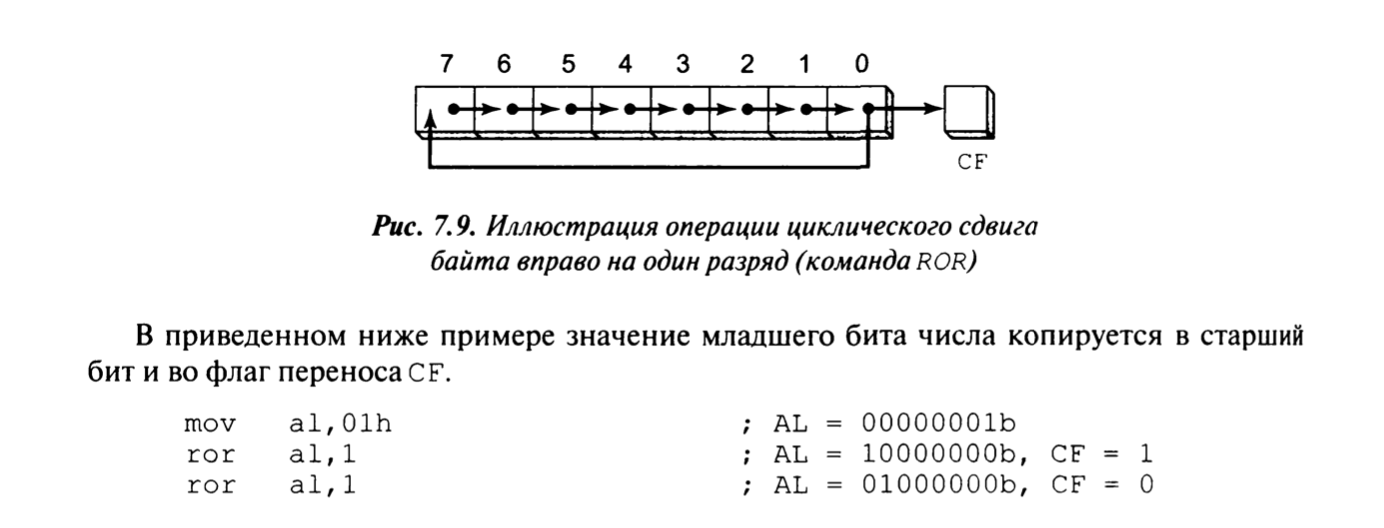 7 6 5 4 3 2 1 0
CF
Рис. 7.9. Иллюстрация операции циклического сдвига
байта вправо на один разряд (команда ROR)
В приведенном ниже примере значение младшего бита числа копируется в старший
бит и во флаг переноса CF.
mov al,01h ; AL = 00000001b
ror al,1 ; AL = 10000000b, CF = 1
ror al,1 ; AL = 01000000b, CF = 0